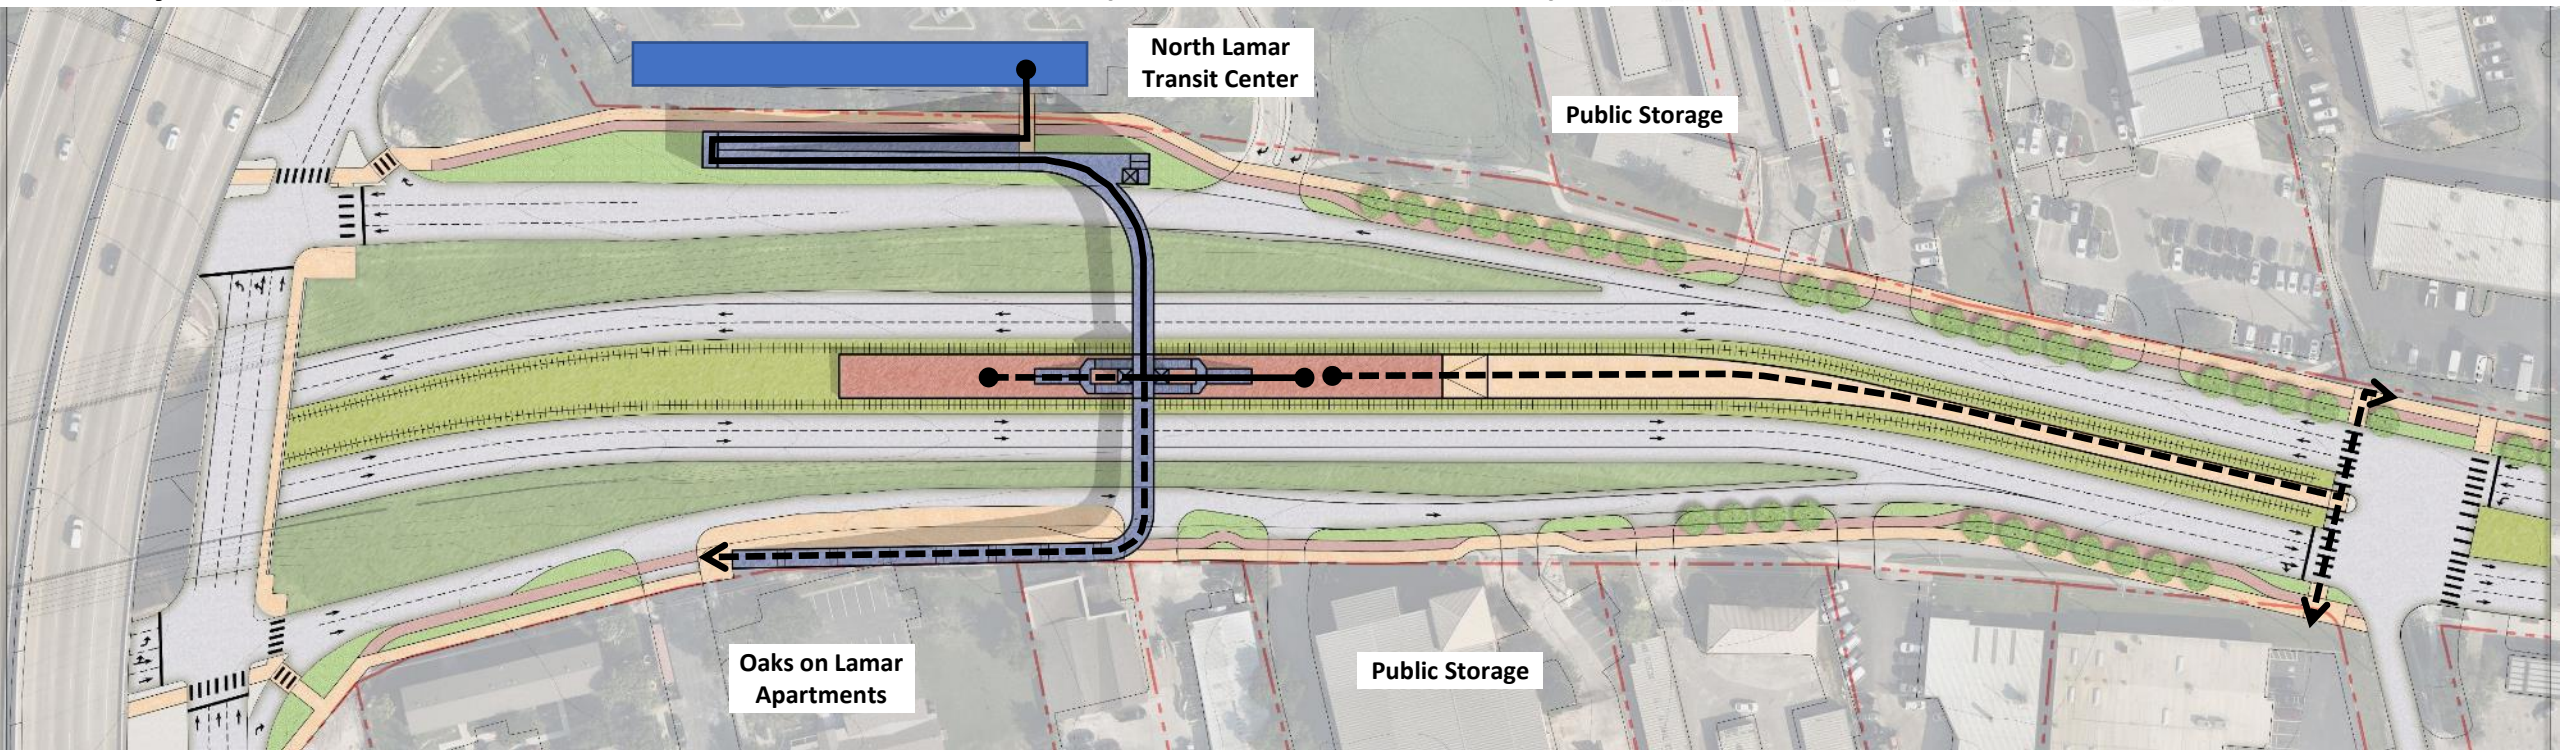 North Lamar
Transit Center
Public Storage
Oaks on Lamar
Apartments
Public Storage